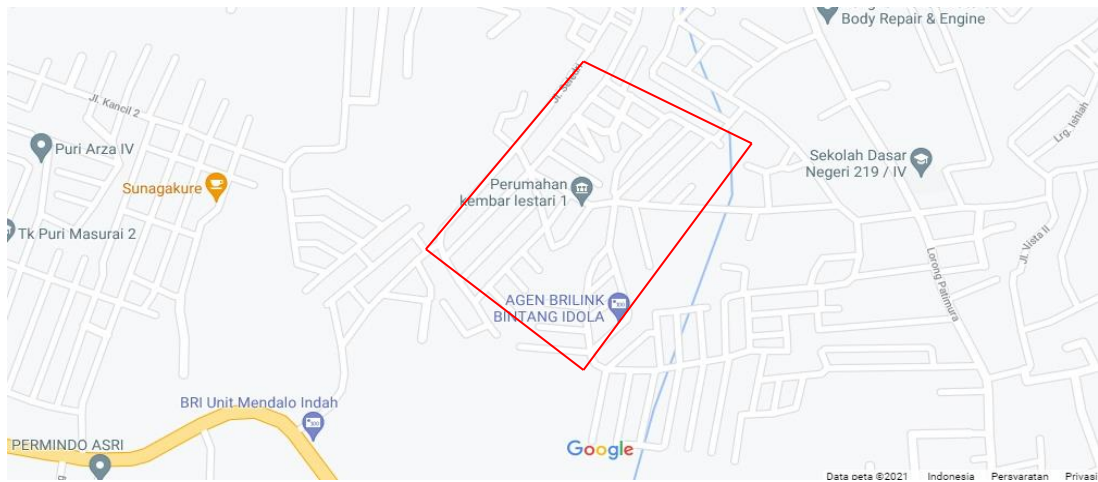 Body Repair & Engine
Jl. Kancil 2
Puri Arza IV
Sunagakure
Tk Puri Masurai 2
Perumahan
kembar lestari 1
Sekolah Dasar
Negeri 219 / IV
Lrg. Ishlah
Jl. Vista II
Lorong Patimura
AGEN BRILINK
BINTANG IDOLA
BRI Unit Mendalo Indah
PERMINDO ASRI
Google
Data peta ©2021 Indonesia Persyaratan Privasi